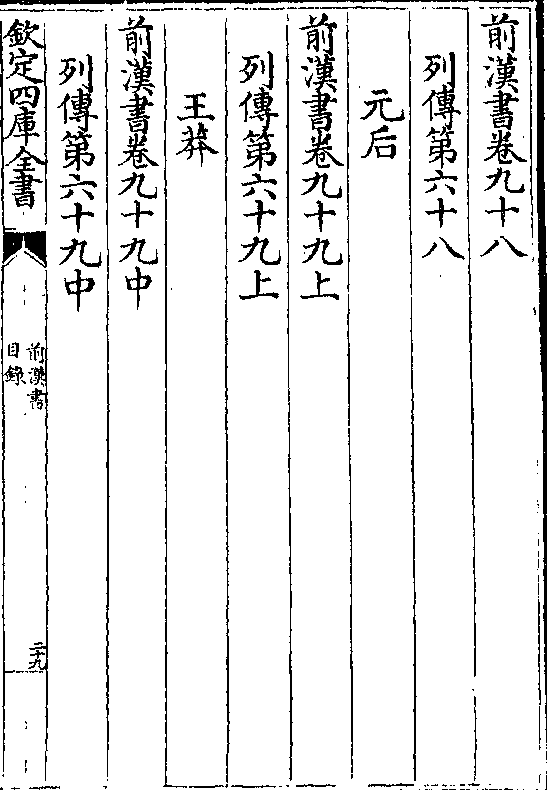 前漢書卷九十八
列傳第六十八
元后
前漢書卷九十九上
列傳第六十九上
王莽
前漢書卷九十九中
列傳第六十九中
欽定四庫全書
前漢書
目錄
二十九